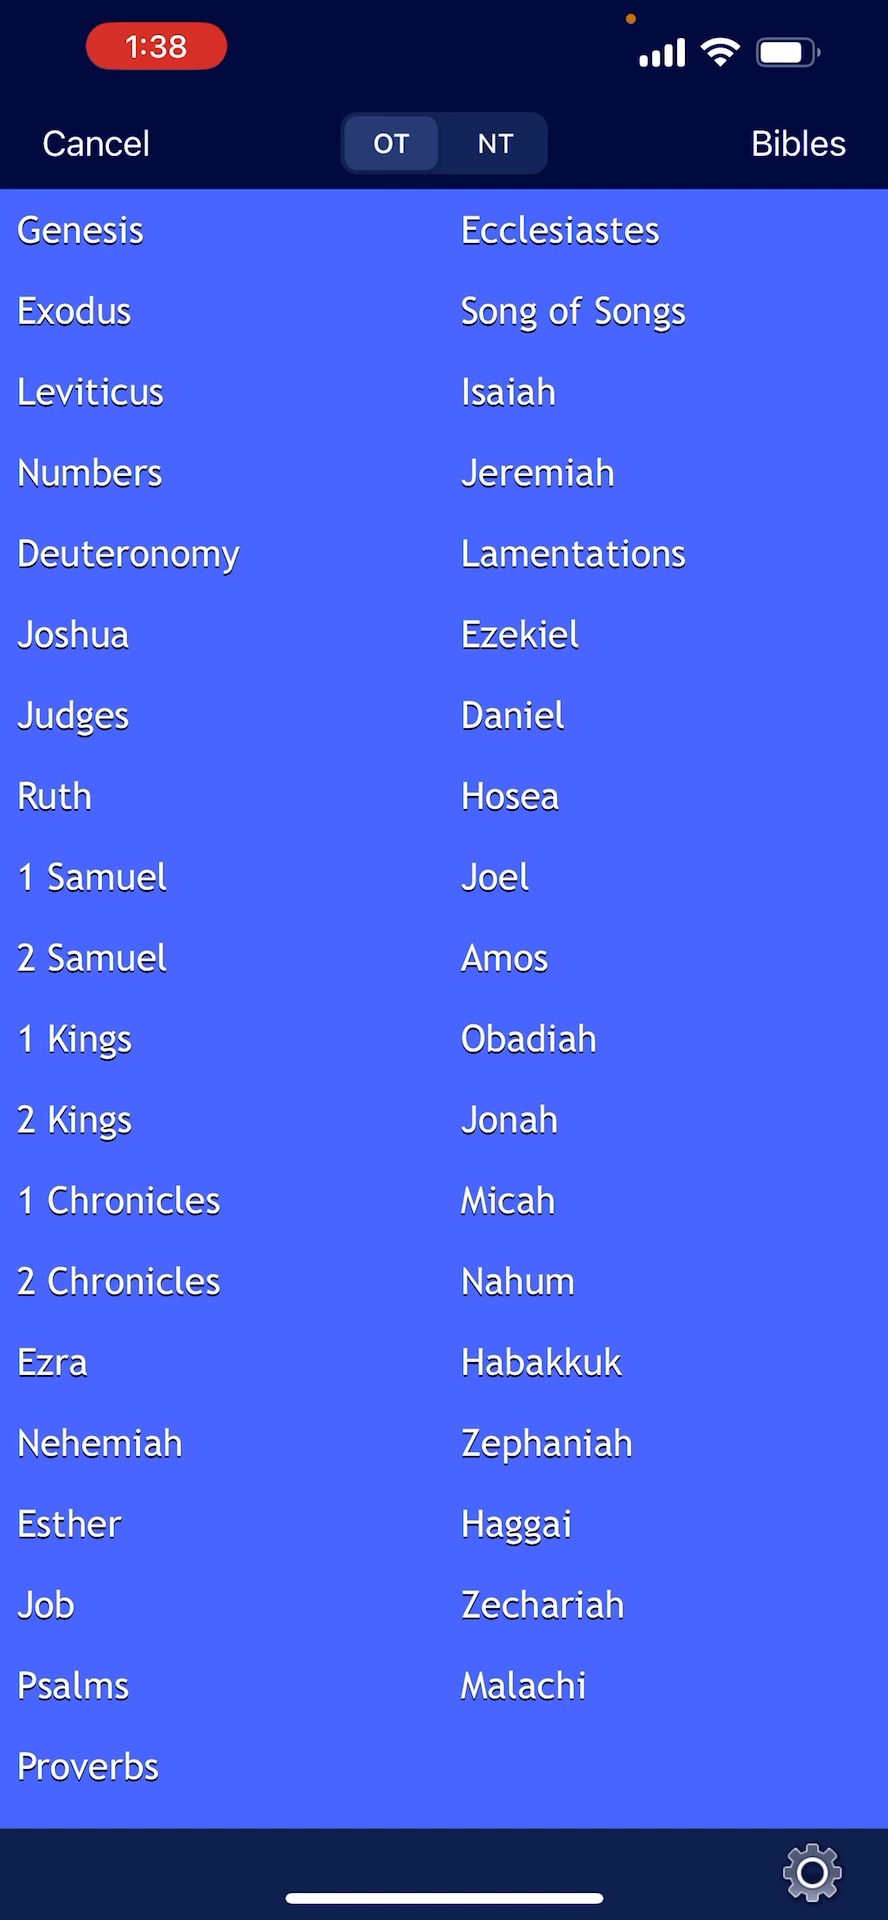 1:38
Cancel
OT
NT
Bibles
Genesis
Exodus
Leviticus
Numbers
Deuteronomy
Joshua
Judges
Ruth
1 Samuel
2 Samuel
1 Kings
2 Kings
1 Chronicles
2 Chronicles
Ezra
Nehemiah
Esther
Job
Psalms
Proverbs
Ecclesiastes
Song of Songs
Isaiah
Jeremiah
Lamentations
Ezekiel
Daniel
Hosea
Joel
Amos
Obadiah
Jonah
Micah
Nahum
Habakkuk
Zephaniah
Haggai
Zechariah
Malachi